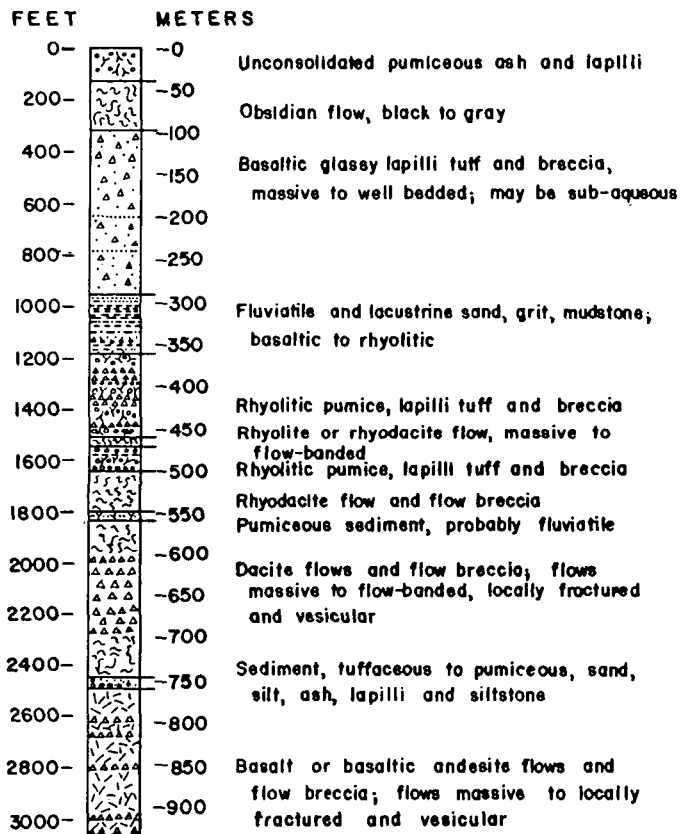 FEET METERS
0– –0
Unconsolidated pumiceous ash and lapilli
–50
200–
Obsidian flow, black to gray
–100
400–
Basaltic glassy lapilli tuff and breccia,
–150
massive to well bedded; may be sub-aqueous
600–
–200
800–
–250
1000– –300
Fluviatile and lacustrine sand, grit, mudstone;
basaltic to rhyolitic
–350
1200–
–400
1400–
Rhyolitic pumice, lapilli tuff and breccia
–450
Rhyolite or rhyodacite flow, massive to
flow-banded
1600–
–500
Rhyolitic pumice, lapilli tuff and breccia
Rhyodacite flow and flow breccia
1800– –550
Pumiceous sediment, probably fluviatile
–600
2000–
Dacite flows and flow breccia; flows
massive to flow-banded, locally fractured
–650
and vesicular
2200–
–700
2400–
Sediment, tuffaceous to pumiceous, sand,
–750
silt, ash, lapilli and siltstone
2600–
–800
2800– –850
Basalt or basaltic andesite flows and
flow breccia; flows massive to locally
–900
fractured and vesicular
3000–